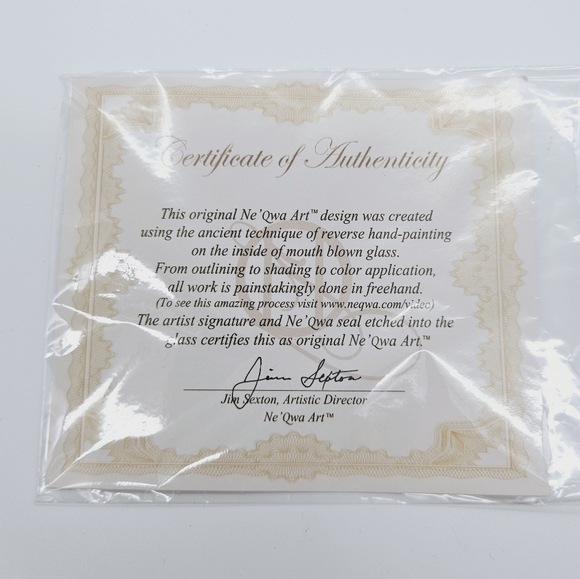 Certificate of Authenticity
This original Ne'Qwa Art™ design was created
using the ancient technique of reverse hand-painting
on the inside of mouth blown glass.
From outlining to shading to color application,
all work is painstakingly done in freehand.
(To see this amazing process visit www.neqwa.com/video)
The artist signature and Ne'Qwa seal etched into the
glass certifies this as original Ne'Qwa Art.™
Jim Sexton
Jim Sexton, Artistic Director
Ne'Qwa Art™